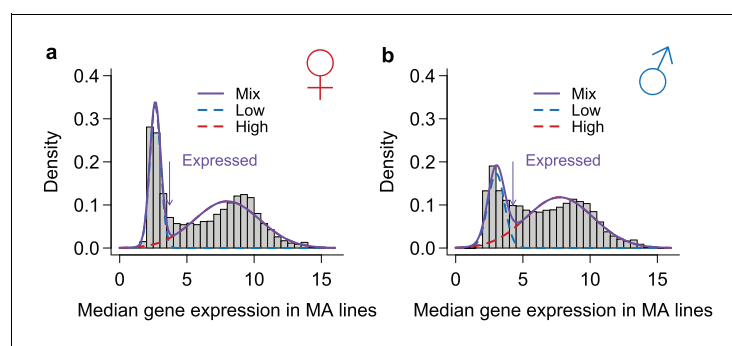 a
Mix
Low
High
Expressed
Density
0.4
0.3
0.2
0.1
0.0
0 5 10 15
Median gene expression in MA lines
b
Mix
Low
High
Expressed
Density
0.4
0.3
0.2
0.1
0.0
0 5 10 15
Median gene expression in MA lines